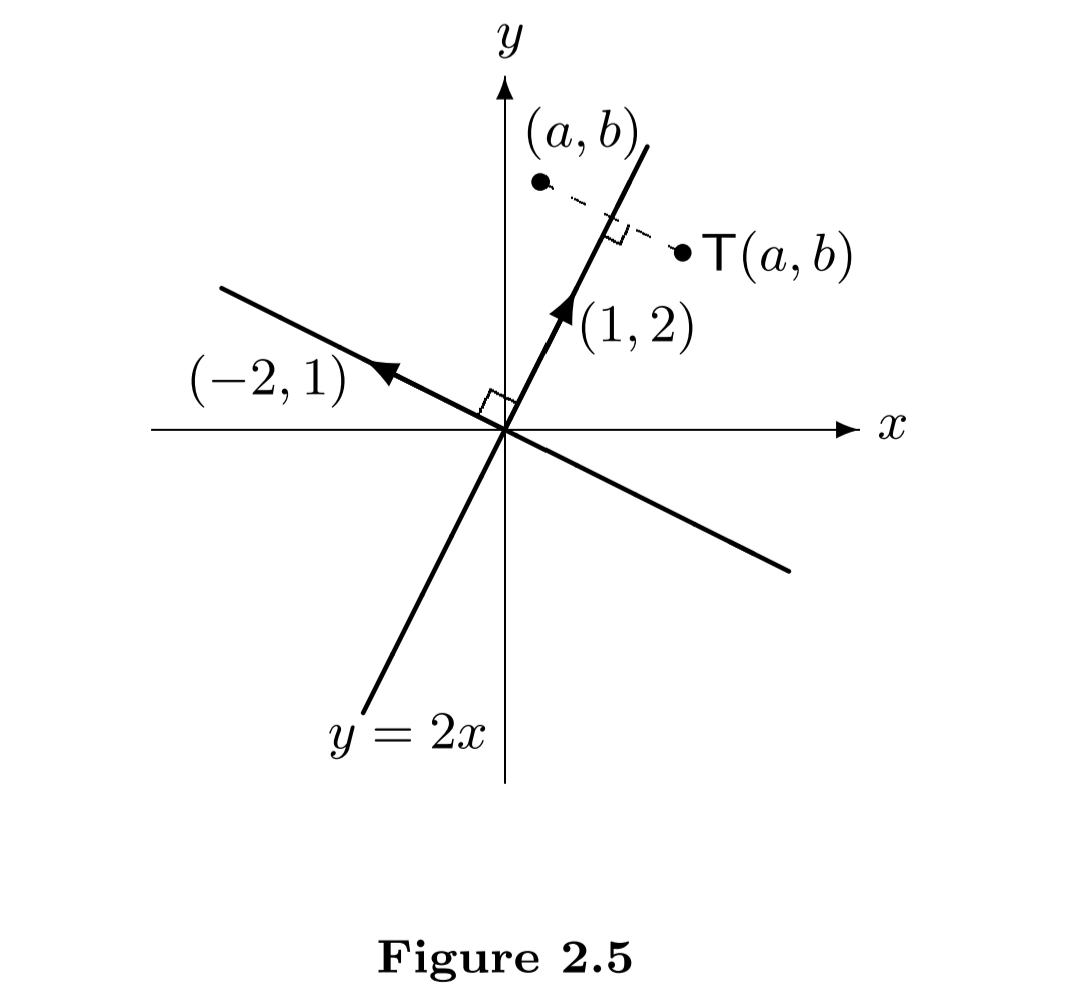 y
(a, b)
T(a, b)
(1, 2)
(−2, 1)
x
y = 2x
Figure 2.5